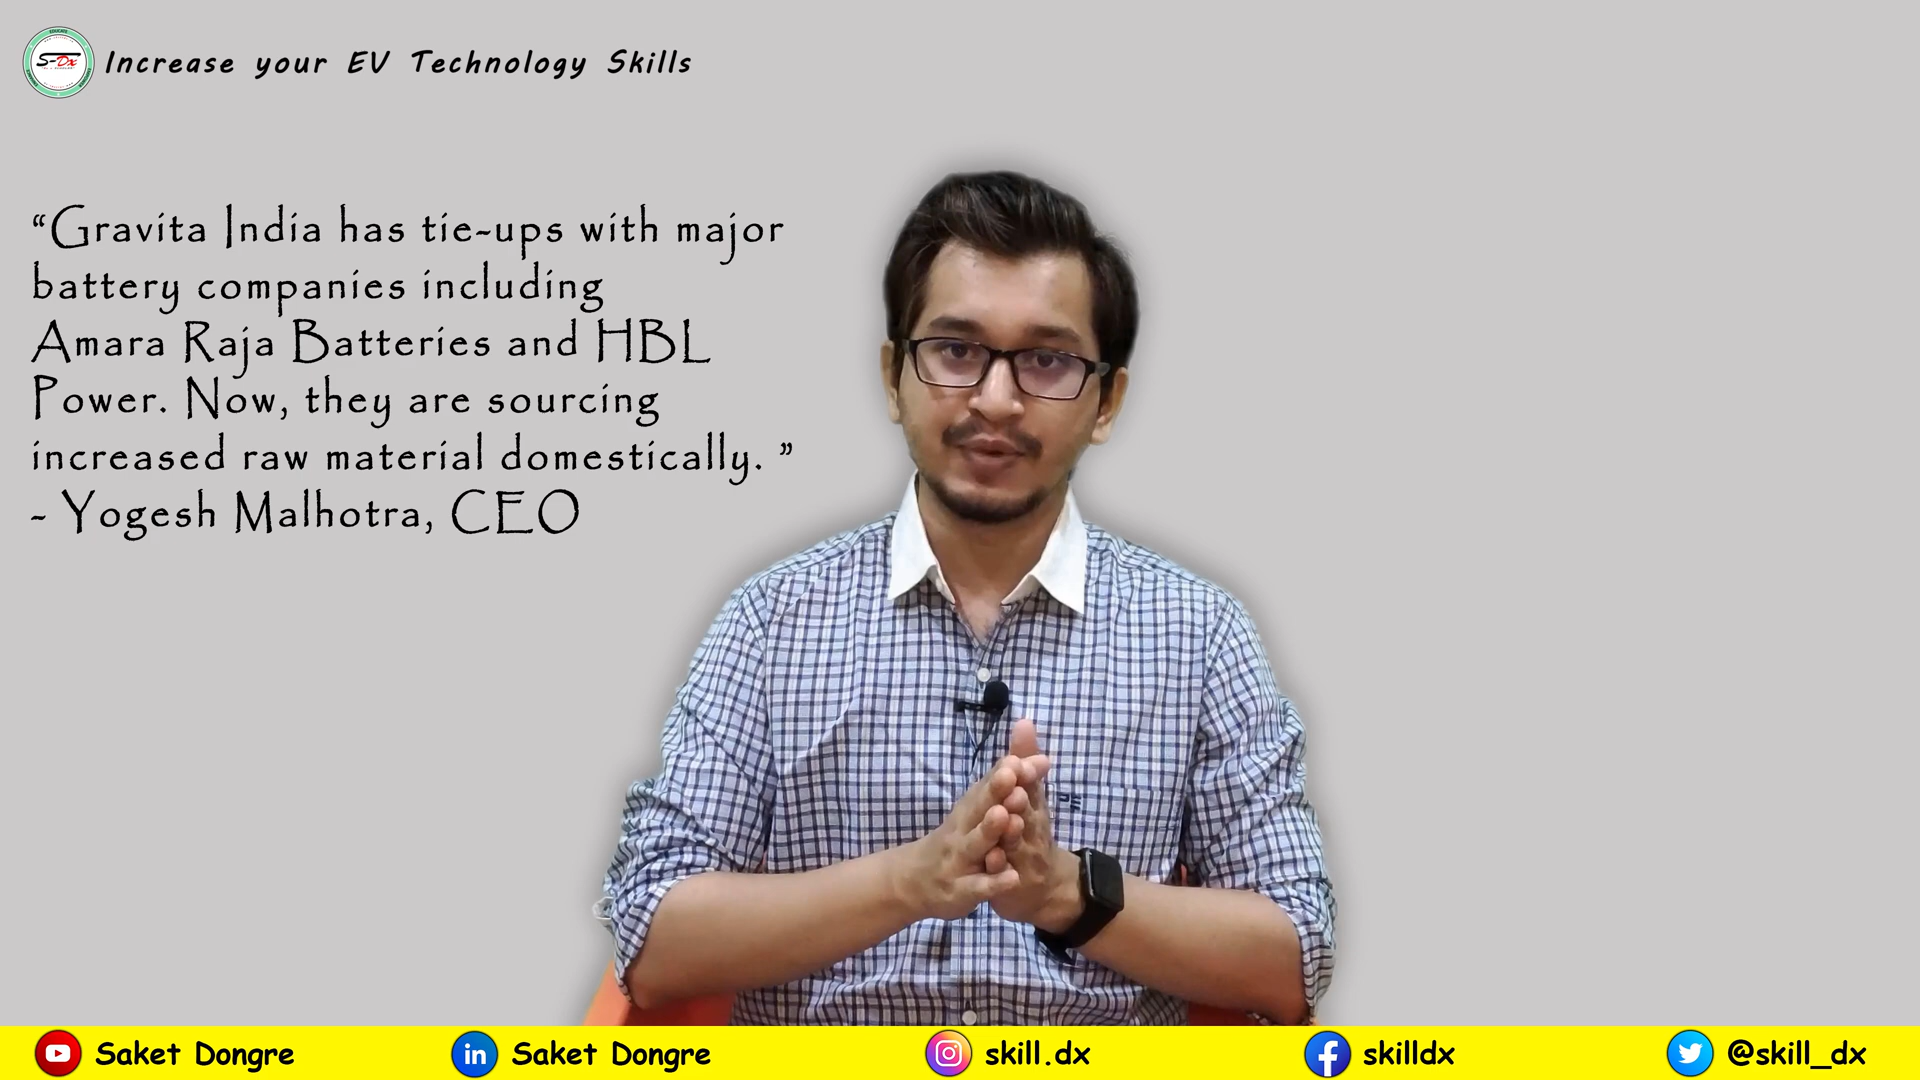 S-Dx
Increase your EV Technology Skills
“Gravita India has tie-ups with major
battery companies including
Amara Raja Batteries and HBL
Power. Now, they are sourcing
increased raw material domestically. ”
- Yogesh Malhotra, CEO
Saket Dongre
in Saket Dongre
skill.dx
f skilldx
@skill_dx